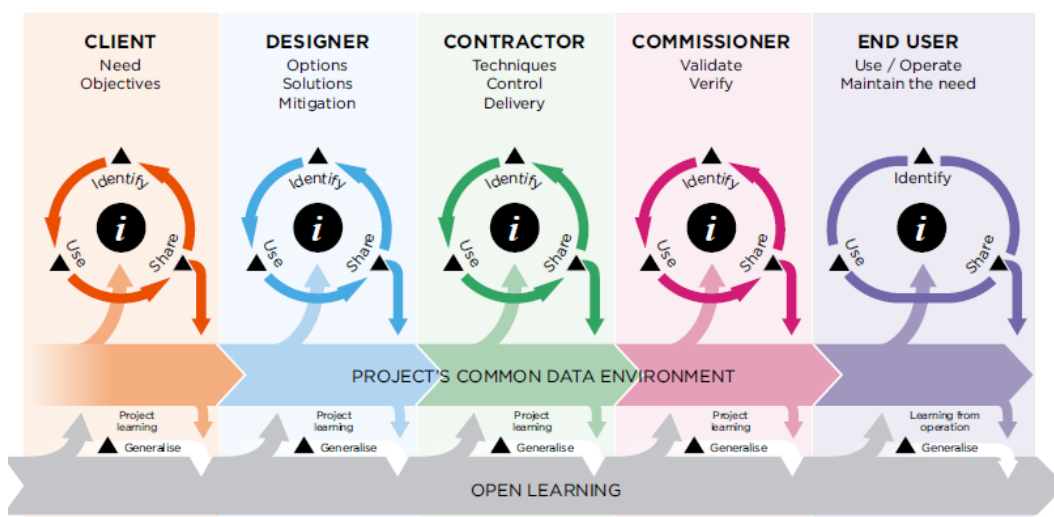 CLIENT
Need
Objectives
DESIGNER
Options
Solutions
Mitigation
CONTRACTOR
Techniques
Control
Delivery
COMMISSIONER
Validate
Verify
END USER
Use / Operate
Maintain the need
Identify
i
Use
Share
Identify
i
Use
Share
Identify
i
Use
Share
Identify
i
Use
Share
Identify
i
Use
Share
PROJECT'S COMMON DATA ENVIRONMENT
Project
learning
Generalise
Project
learning
Generalise
Project
learning
Generalise
Project
learning
Generalise
Learning from
operation
Generalise
OPEN LEARNING